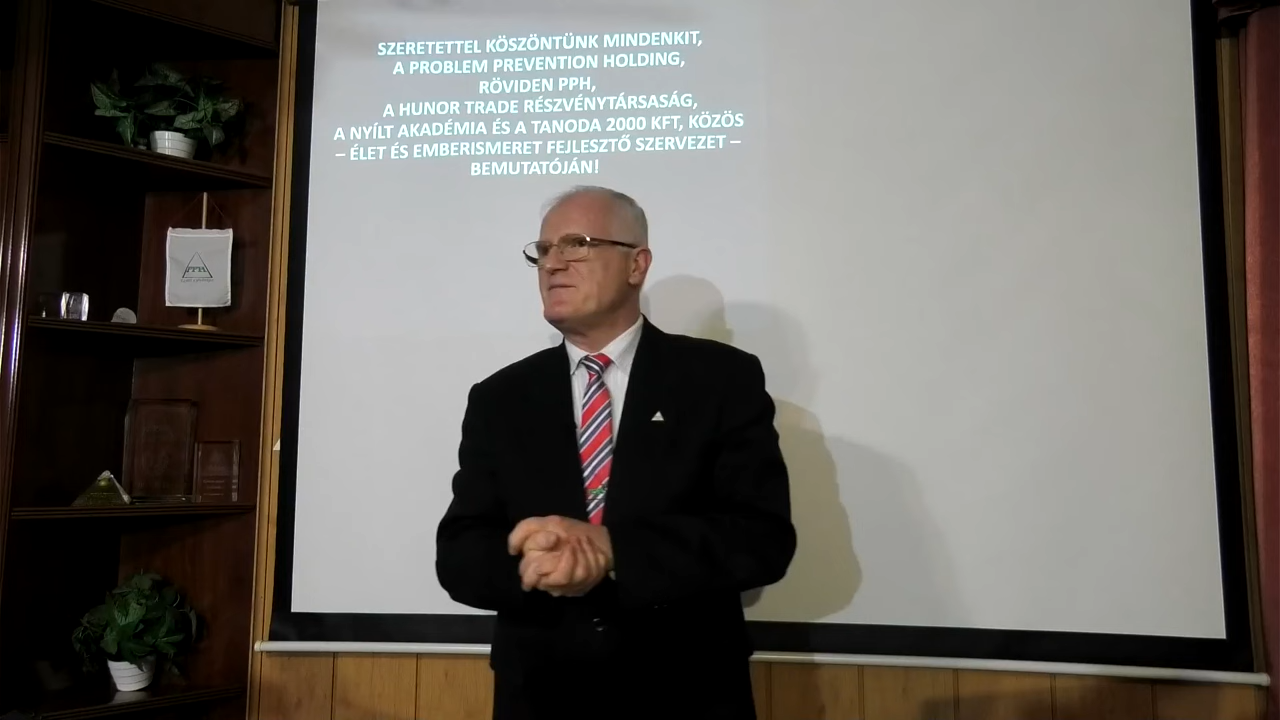 SZERETETTEL KÖSZÖNTÜNK MINDENKIT,
A PROBLEM PREVENTION HOLDING,
RÖVIDEN PPH,
A HUNOR TRADE RÉSZVÉNYTÁRSASÁG,
A NYÍLT AKADÉMIA ÉS A TANODA 2000 KFT, KÖZÖS
– ÉLET ÉS EMBERISMERET FEJLESZTŐ SZERVEZET –
BEMUTATÓJÁN!